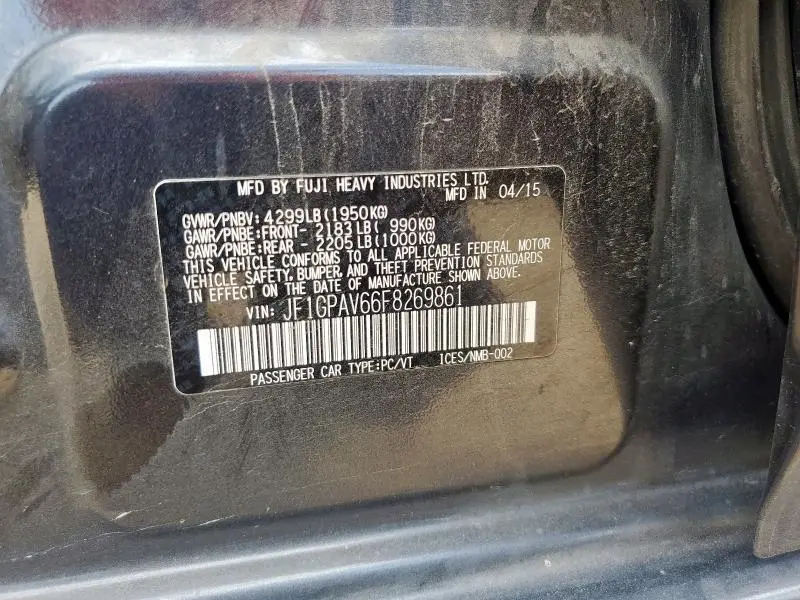 MFD BY FUJI HEAVY INDUSTRIES LTD.
MFD IN 04/15
GVWR/PNBV: 4299LB(1950KG)
GAWR/PNBE:FRONT- 2183LB( 990KG)
GAWR/PNBE:REAR - 2205LB(1000KG)
THIS VEHICLE CONFORMS TO ALL APPLICABLE FEDERAL MOTOR
VEHICLE SAFETY, BUMPER, AND THEFT PREVENTION STANDARDS
IN EFFECT ON THE DATE OF MANUFACTURE SHOWN ABOVE.
VIN: JF1GPAV66F8269861
PASSENGER CAR TYPE:PC/VT ICES/NMB-002